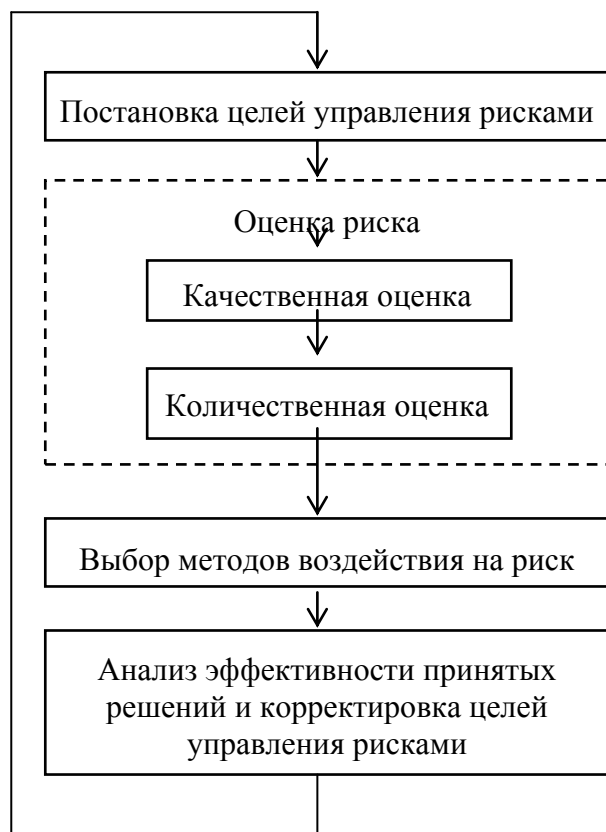 Постановка целей управления рисками
Оценка риска
Качественная оценка
Количественная оценка
Выбор методов воздействия на риск
Анализ эффективности принятых
решений и корректировка целей
управления рисками